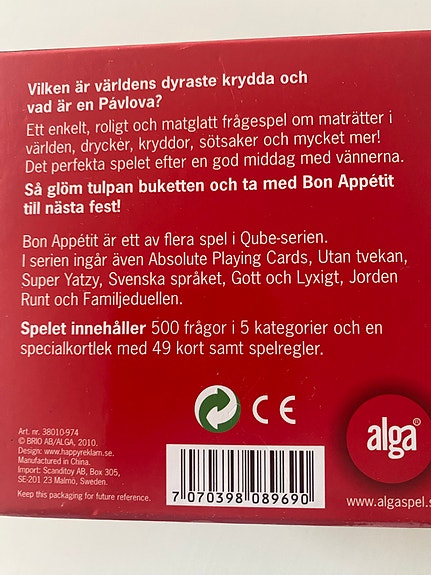 Vilken är världens dyraste krydda och
vad är en Pávlova?
Ett enkelt, roligt och matglatt frågespel om maträtter i
världen, drycker, kryddor, sötsaker och mycket mer!
Det perfekta spelet efter en god middag med vännerna.
Så glöm tulpan buketten och ta med Bon Appétit
till nästa fest!
Bon Appétit är ett av flera spel i Qube-serien.
I serien ingår även Absolute Playing Cards, Utan tvekan,
Super Yatzy, Svenska språket, Gott och Lyxigt, Jorden
Runt och Familjeduellen.
Spelet innehåller 500 frågor i 5 kategorier och en
specialkortlek med 49 kort samt spelregler.
CE
Art. nr. 38010-974
© BRIO AB/ALGA, 2010.
Design: www.happyreklam.se.
Manufactured in China.
Import: Scanditoy AB, Box 305,
SE-201 23 Malmö, Sweden.
Keep this packaging for future reference.
7 070398 089690
alga®
www.algaspel.s